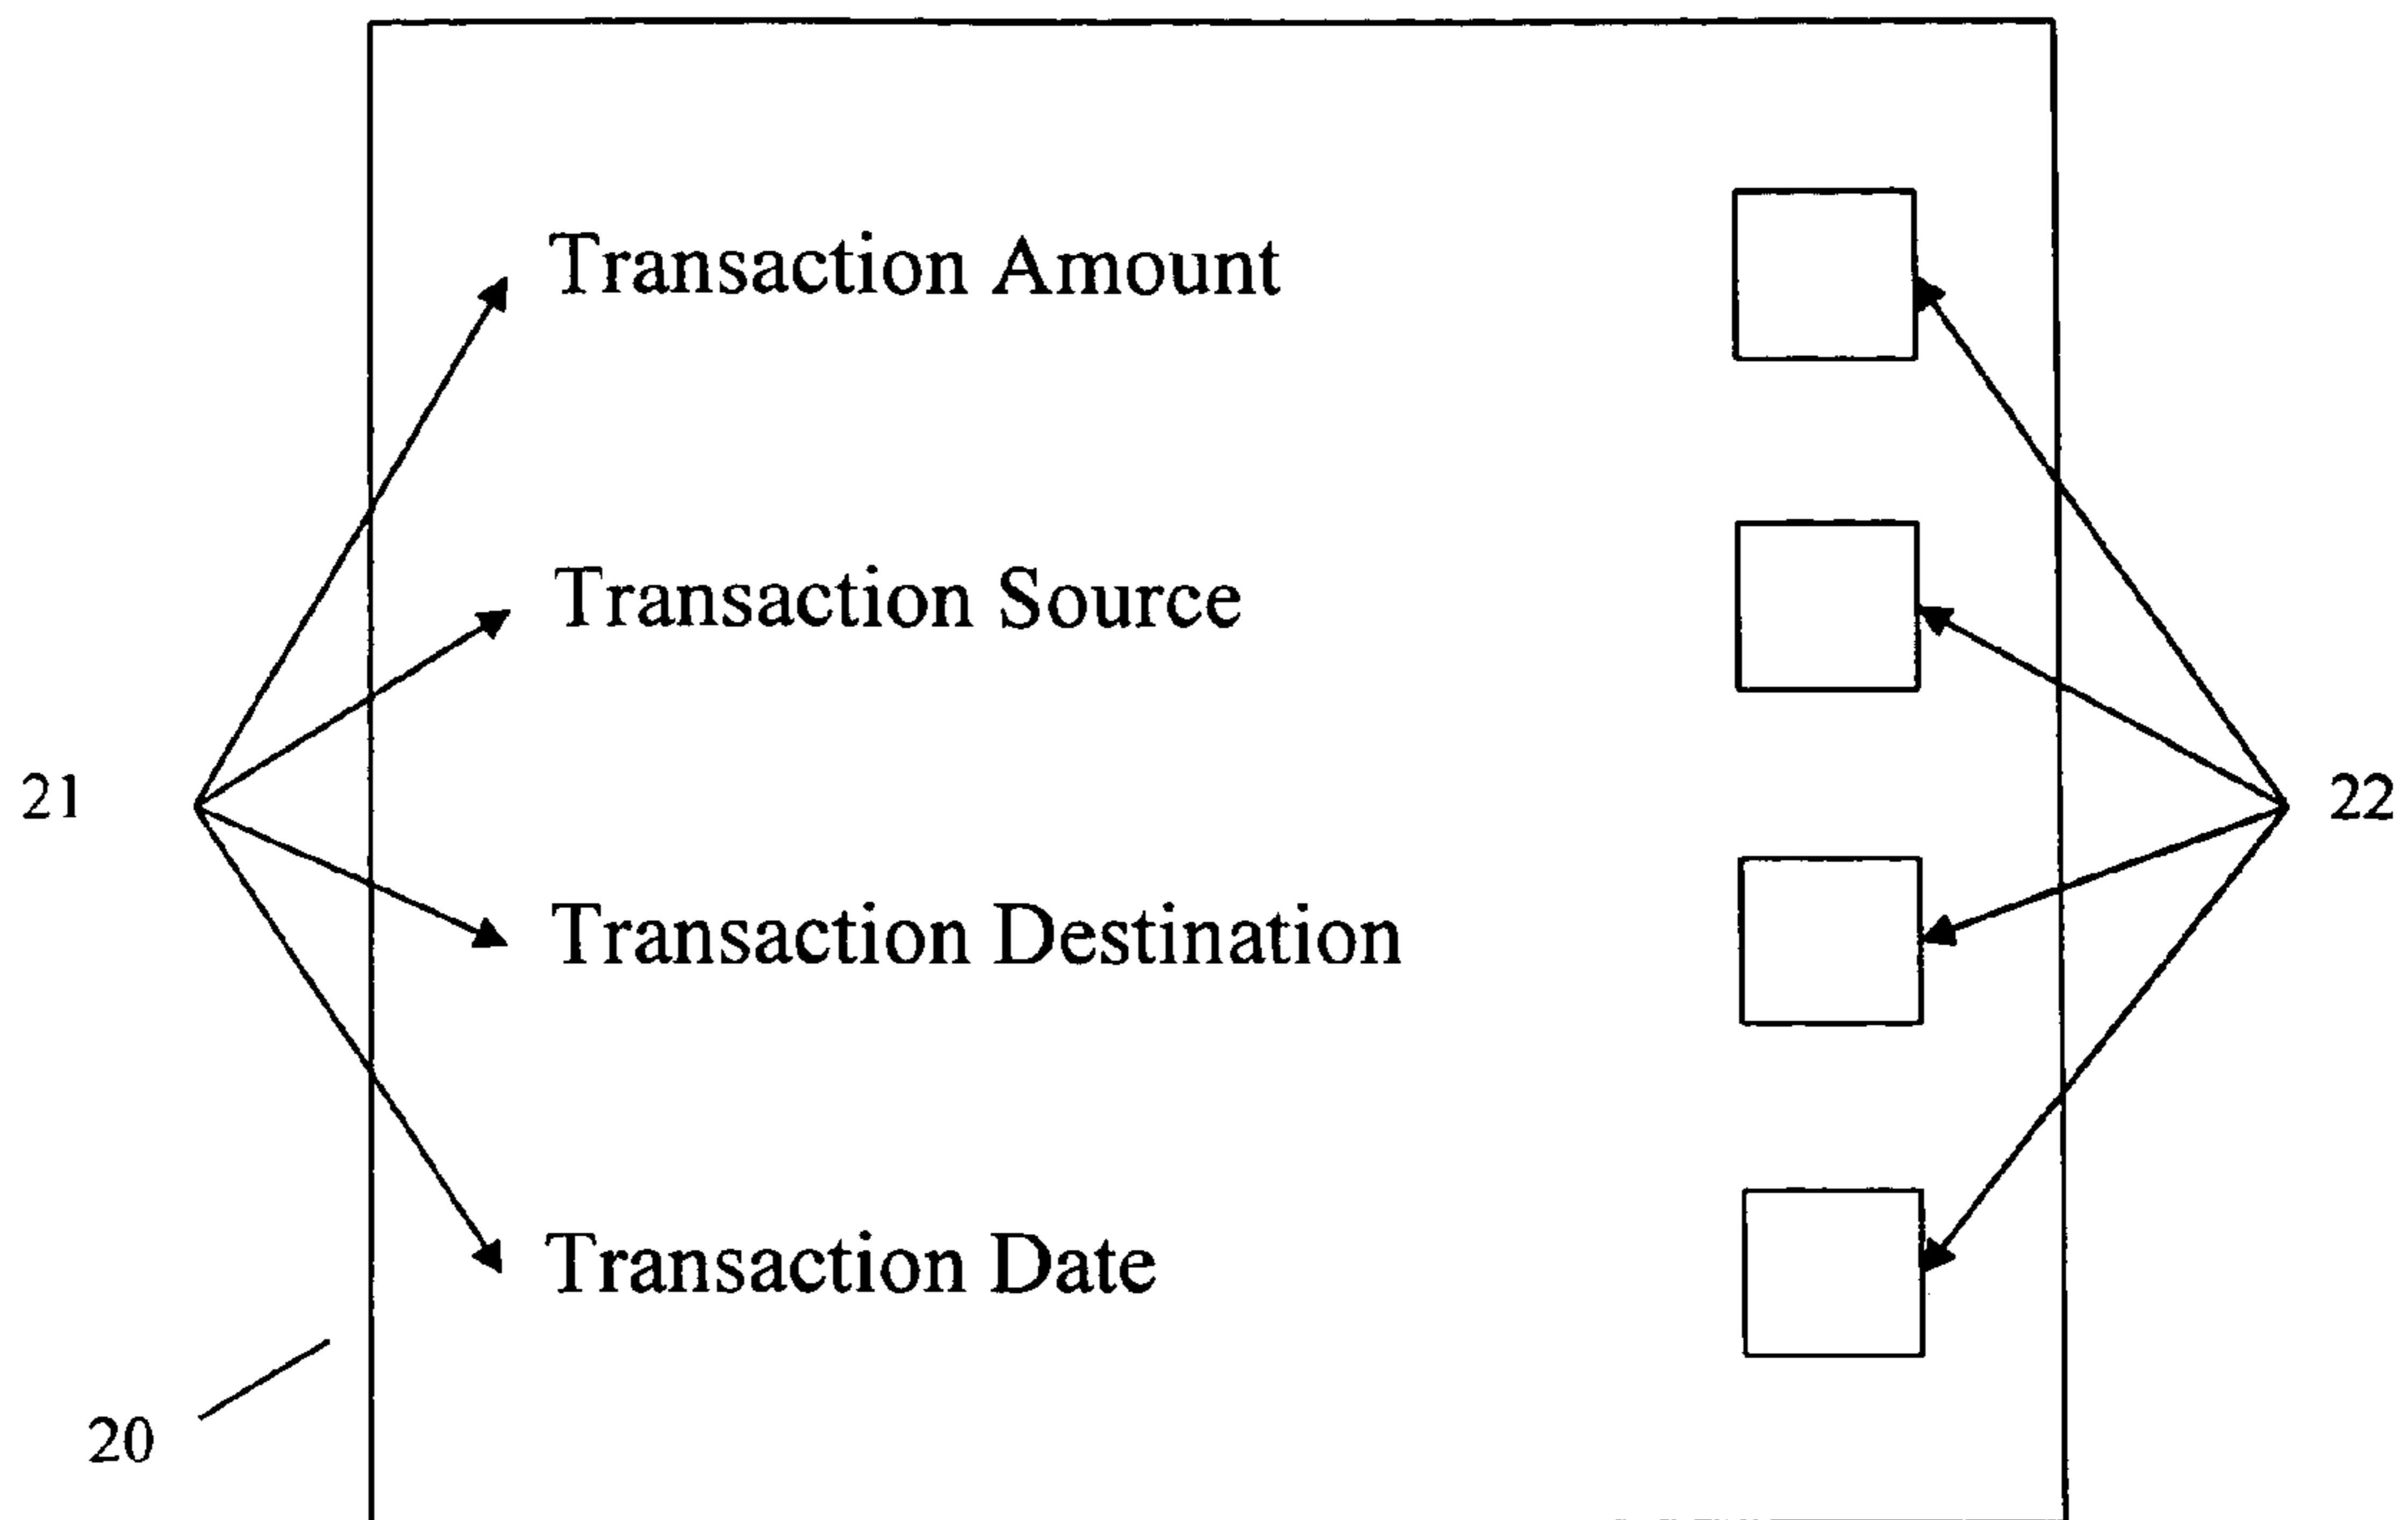 Transaction Amount
Transaction Source
21
22
Transaction Destination
Transaction Date
20